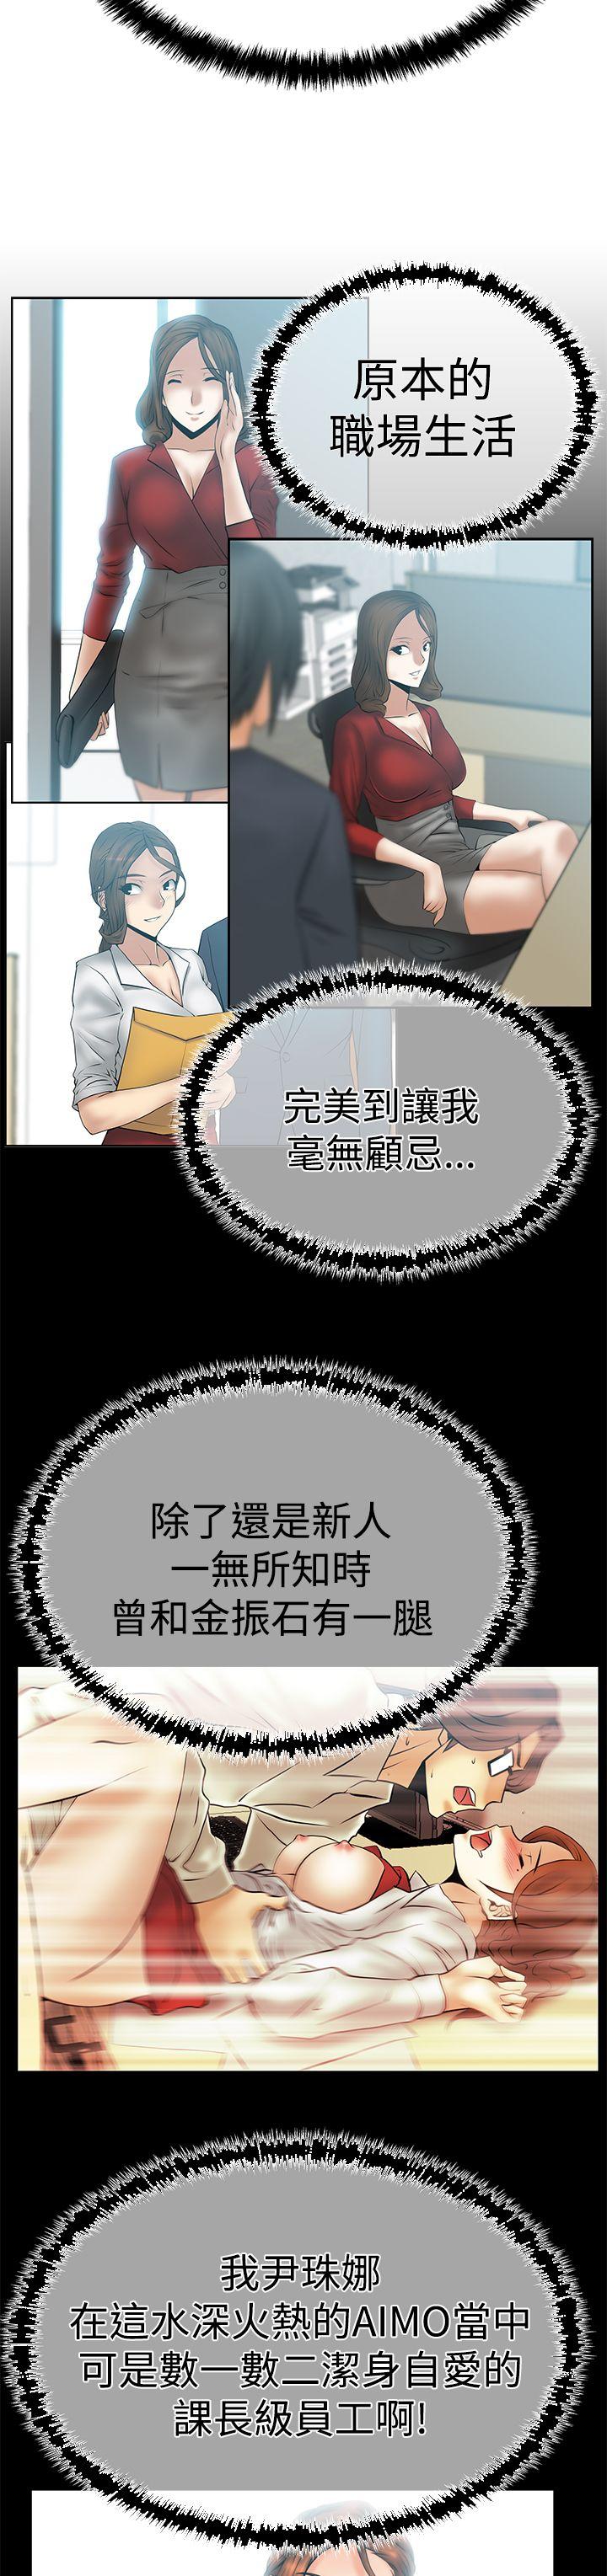 原本的
職場生活
完美到讓我
毫無顧忌...
除了還是新人
一無所知時
曾和金振石有一腿
我尹珠娜
在這水深火熱的AIMO當中
可是數一數二潔身自愛的
課長級員工啊!